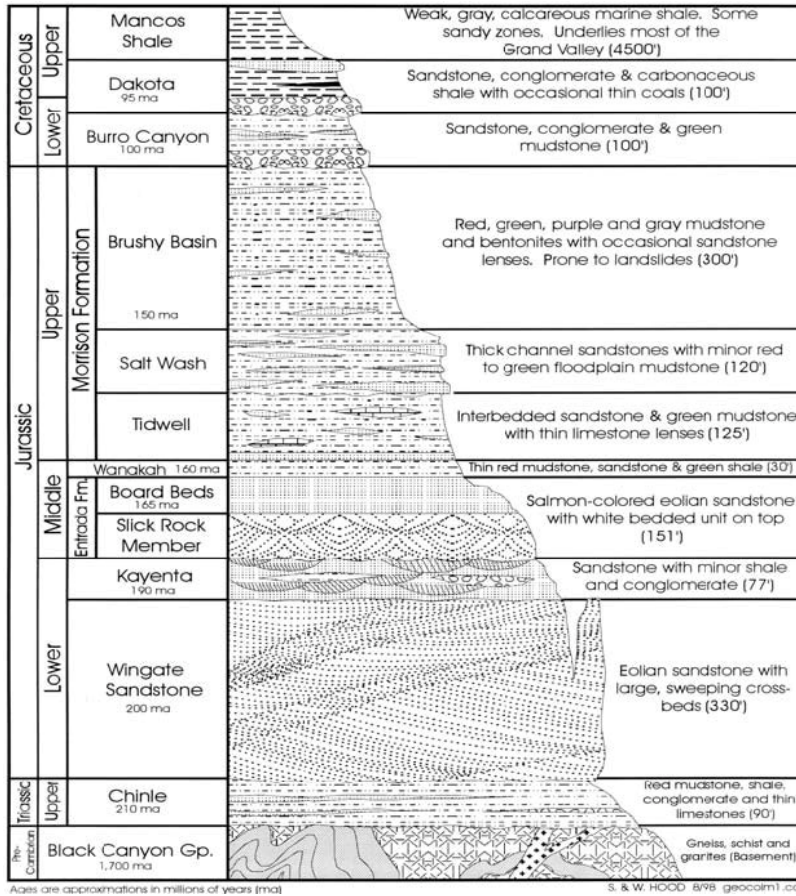 Cretaceous
Upper
Mancos
Shale
Weak, gray, calcareous marine shale. Some
sandy zones. Underlies most of the
Grand Valley (4500')
Dakota
95 ma
Sandstone, conglomerate & carbonaceous
shale with occasional thin coals (100')
Lower
Burro Canyon
100 ma
Sandstone, conglomerate & green
mudstone (100')
Jurassic
Upper
Morrison Formation
Brushy Basin
150 ma
Red, green, purple and gray mudstone
and bentonites with occasional sandstone
lenses. Prone to landslides (300')
Salt Wash
Thick channel sandstones with minor red
to green floodplain mudstone (120')
Tidwell
Interbedded sandstone & green mudstone
with thin limestone lenses (125')
Middle
Wanakah 160 ma
Thin red mudstone, sandstone & green shale (30')
Entrada Fm.
Board Beds
165 ma
Slick Rock
Member
Salmon-colored eolian sandstone
with white bedded unit on top
(151')
Lower
Kayenta
190 ma
Sandstone with minor shale
and conglomerate (77')
Wingate
Sandstone
200 ma
Eolian sandstone with
large, sweeping cross-
beds (330')
Triassic
Upper
Chinle
210 ma
Red mudstone, shale,
conglomerate and thin
limestones (90')
Pre-
Cambrian
Black Canyon Gp.
1,700 ma
Gneiss, schist and
granites (Basement)
Ages are approximations in millions of years (ma)
S. & W. HOOD 8/98 geocolm1.cd